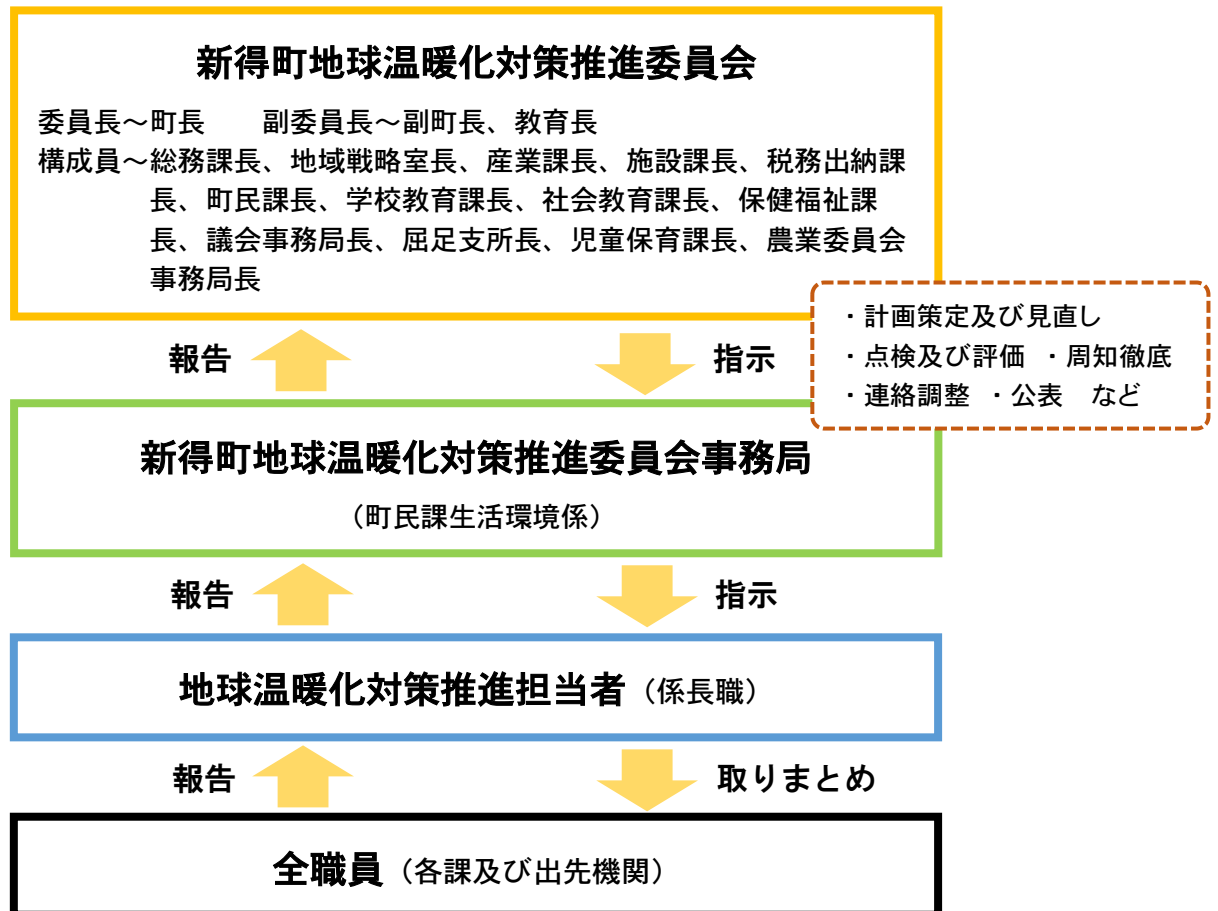 新得町地球温暖化対策推進委員会
委員長～町長　　副委員長～副町長、教育長
構成員～総務課長、地域戦略室長、産業課長、施設課長、税務出納課
長、町民課長、学校教育課長、社会教育課長、保健福祉課
長、議会事務局長、屈足支所長、児童保育課長、農業委員会
事務局長
・計画策定及び見直し
・点検及び評価　・周知徹底
・連絡調整　・公表　など
報告　指示
新得町地球温暖化対策推進委員会事務局
（町民課生活環境係）
報告　指示
地球温暖化対策推進担当者（係長職）
報告　取りまとめ
全職員（各課及び出先機関）